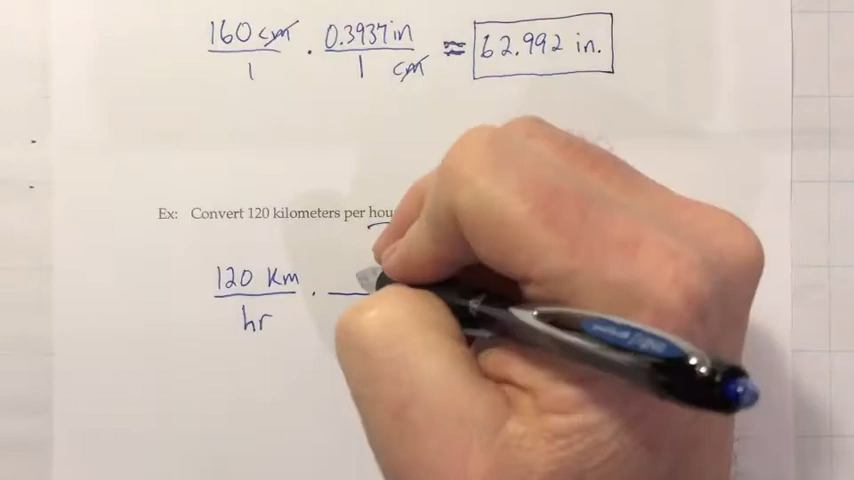 160 cm · 0.3937 in ≈ 62.992 in.
1 1 cm
Ex: Convert 120 kilometers per
120 Km ·
hr